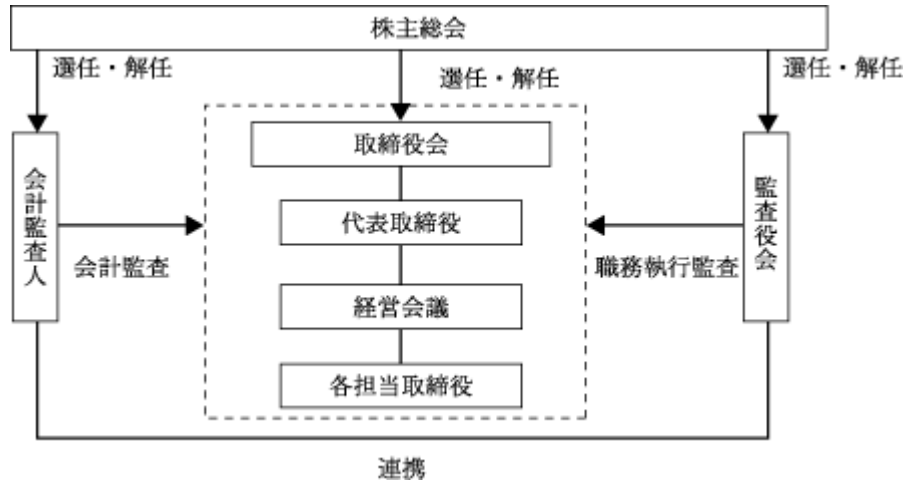 株主総会
選任・解任
選任・解任
選任・解任
取締役会
会計監査人
監査役会
代表取締役
会計監査
職務執行監査
経営会議
各担当取締役
連携